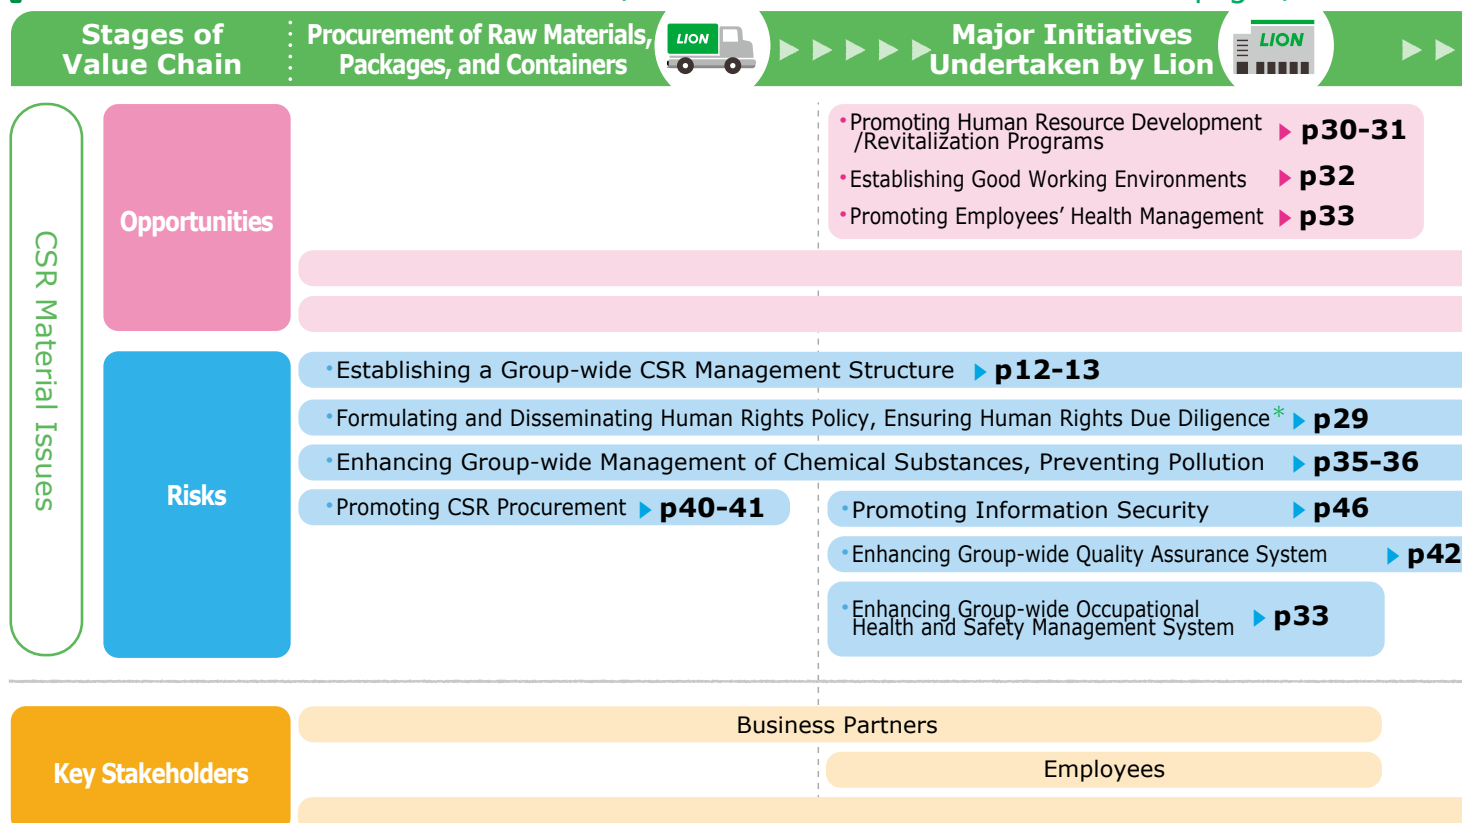 Stages of
Value Chain
Procurement of Raw Materials,
Packages, and Containers
LION
Major Initiatives
Undertaken by Lion
LION
CSR Material Issues
Opportunities
•Promoting Human Resource Development
/Revitalization Programs
p30-31
•Establishing Good Working Environments
p32
•Promoting Employees’ Health Management
p33
Risks
•Establishing a Group-wide CSR Management Structure
p12-13
•Formulating and Disseminating Human Rights Policy, Ensuring Human Rights Due Diligence*
p29
•Enhancing Group-wide Management of Chemical Substances, Preventing Pollution
p35-36
•Promoting CSR Procurement
p40-41
•Promoting Information Security
p46
•Enhancing Group-wide Quality Assurance System
p42
•Enhancing Group-wide Occupational
Health and Safety Management System
p33
Key Stakeholders
Business Partners
Employees